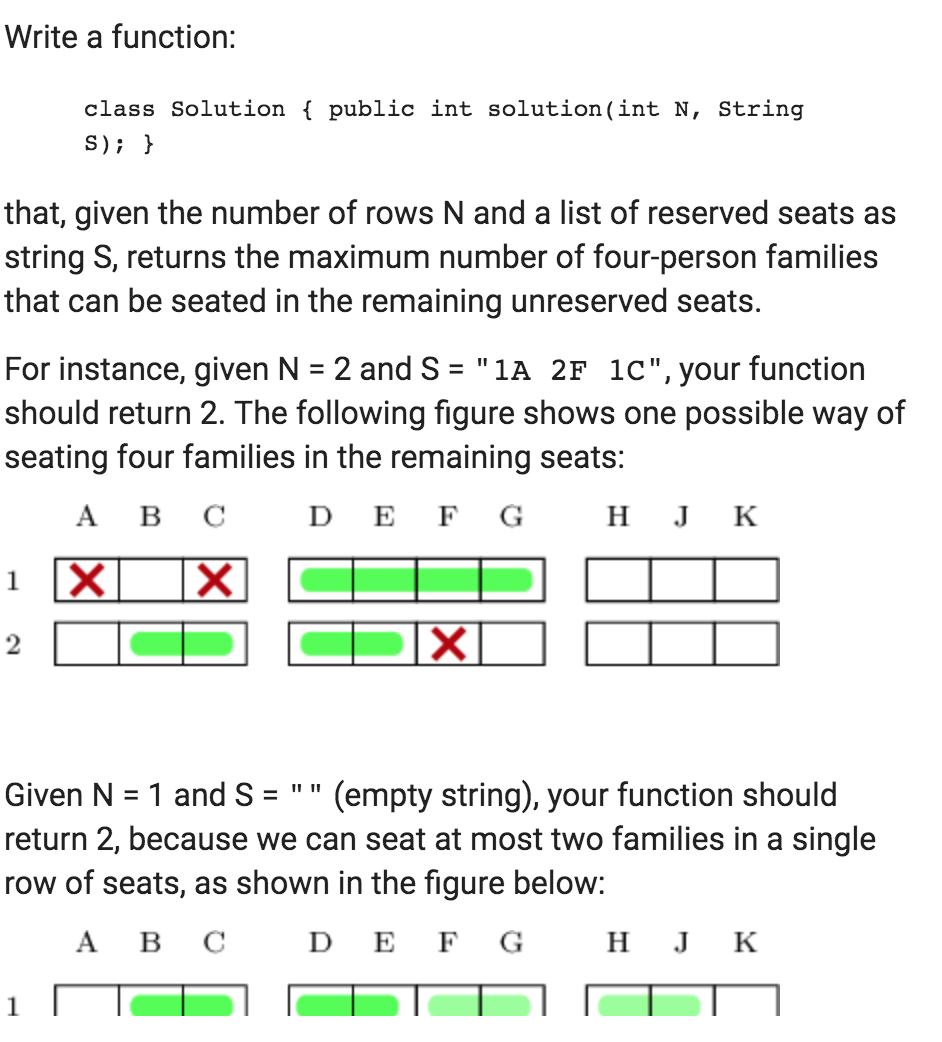 Write a function:
class Solution { public int solution(int N, String
S); }
that, given the number of rows N and a list of reserved seats as
string S, returns the maximum number of four-person families
that can be seated in the remaining unreserved seats.
For instance, given N = 2 and S = "1A 2F 1C", your function
should return 2. The following figure shows one possible way of
seating four families in the remaining seats:
A B C D E F G H J K
1
2
Given N = 1 and S = "" (empty string), your function should
return 2, because we can seat at most two families in a single
row of seats, as shown in the figure below:
A B C D E F G H J K
1